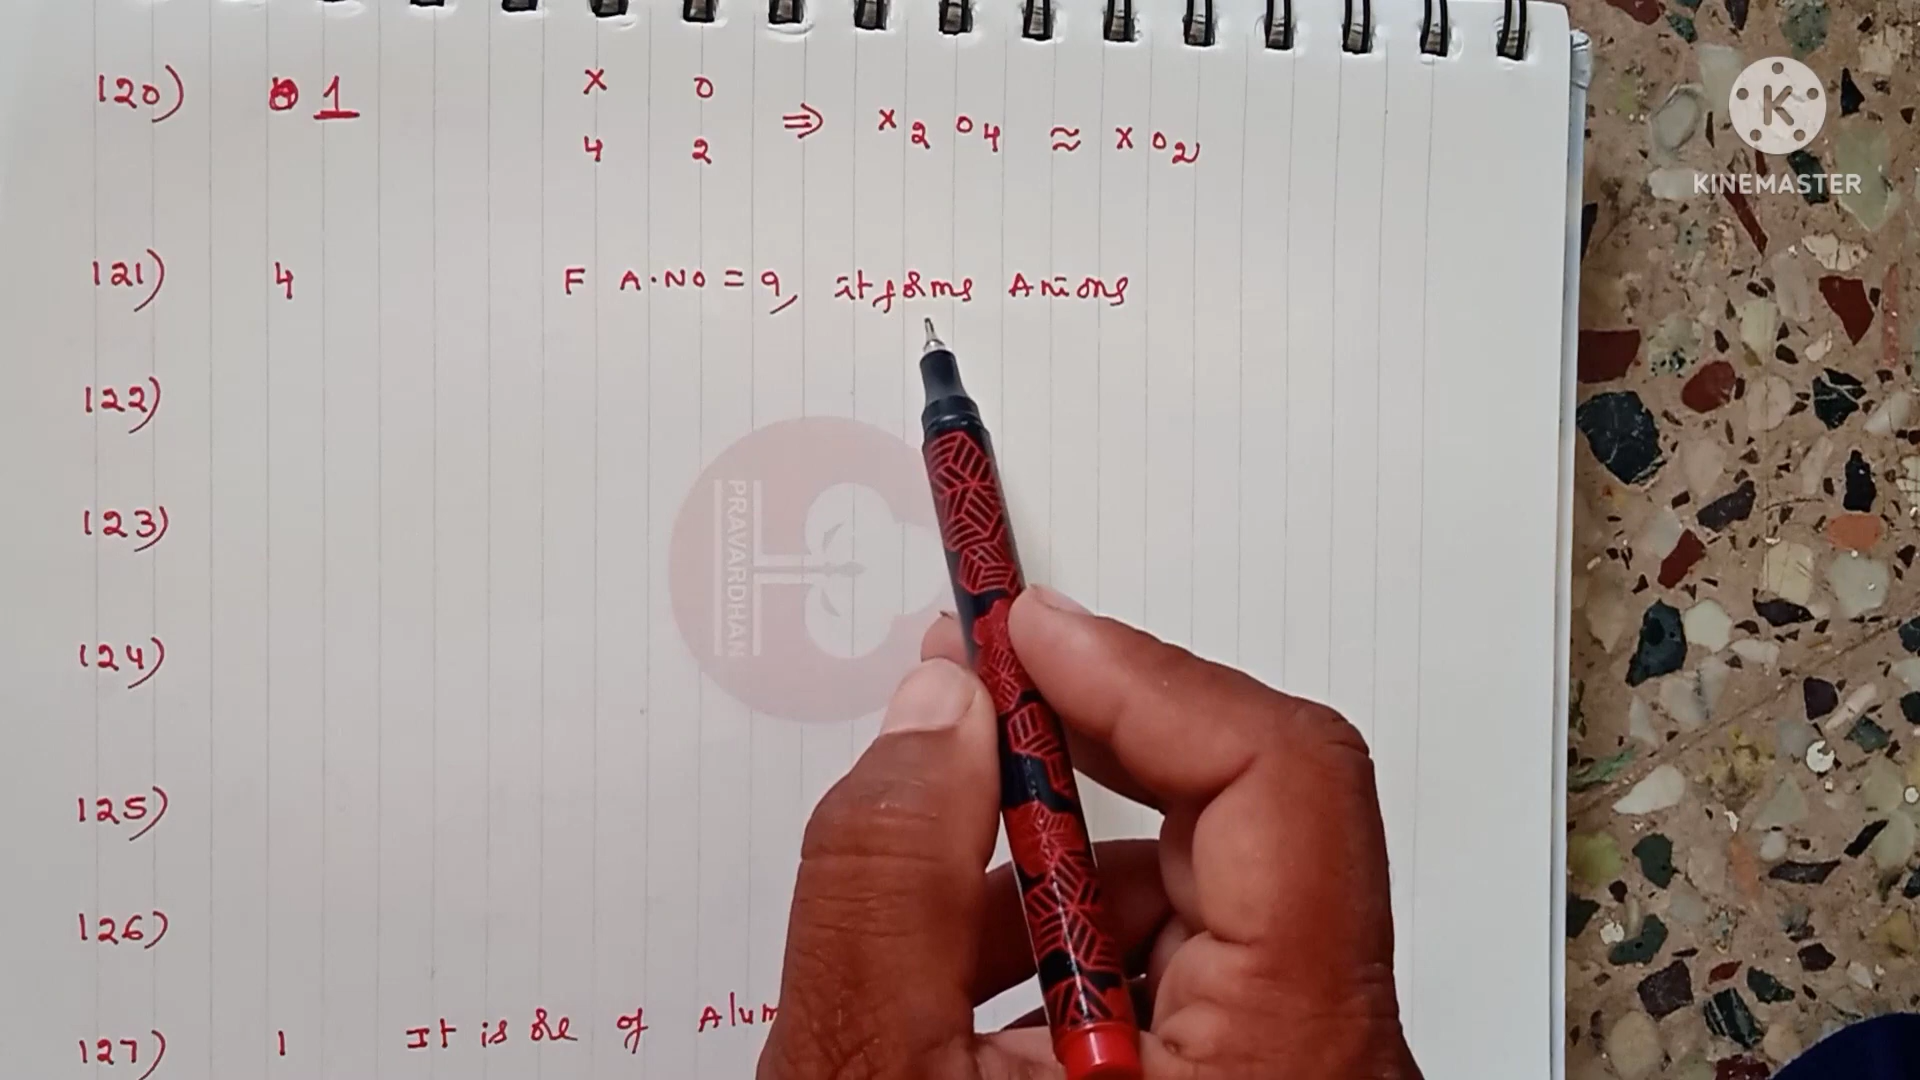 120) 1 X O ⇒ X2O4 ≈ XO2
4 2
KINEMASTER
121) 4 F A.NO = 9, it forms Anions
122)
123)
PRAVARDHAN
124)
125)
126)
127) 1 It is ore of Alum